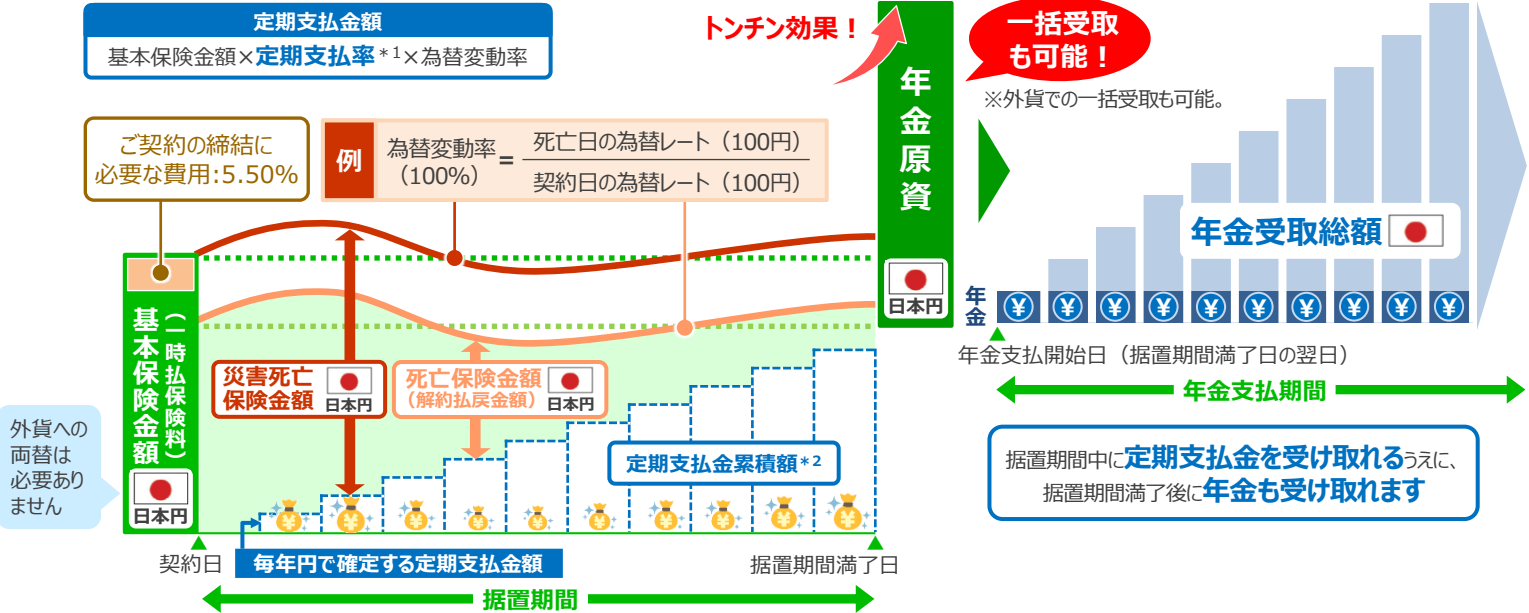 定期支払金額
基本保険金額×定期支払率*1×為替変動率
トンチン効果！
一括受取
も可能！
※外貨での一括受取も可能。
ご契約の締結に
必要な費用:5.50%
例
為替変動率
（100%）
=
死亡日の為替レート（100円）
契約日の為替レート（100円）
年金原資
日本円
年金受取総額
年金
¥ ¥ ¥ ¥ ¥ ¥ ¥ ¥ ¥ ¥
年金支払開始日（据置期間満了日の翌日）
年金支払期間
基本保険金額
（一時払保険料）
日本円
外貨への
両替は
必要あり
ません
災害死亡
保険金額
日本円
死亡保険金額
（解約払戻金額）
日本円
定期支払金累積額*2
¥ ¥ ¥ ¥ ¥ ¥ ¥ ¥ ¥ ¥
据置期間中に定期支払金を受け取れるうえに、
据置期間満了後に年金も受け取れます
契約日
毎年円で確定する定期支払金額
据置期間満了日
据置期間